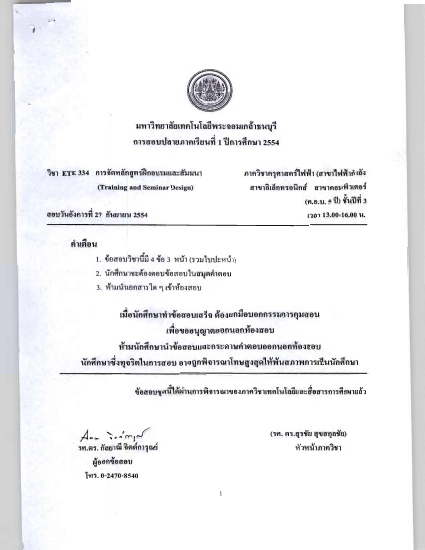 มหาวิทยาลัยเทคโนโลยีพระจอมเกล้าธนบุรี
การสอบปลายภาคเรียนที่ 1 ปีการศึกษา 2554
วิชา ETE 334 การจัดหลักสูตรฝึกอบรมและสัมมนา
(Training and Seminar Design)
สอบวันอังคารที่ 27 กันยายน 2554
ภาควิชาครุศาสตร์ไฟฟ้า (สาขาไฟฟ้ากำลัง
สาขาอิเล็กทรอนิกส์ สาขาคอมพิวเตอร์
(ค.อ.บ. 5 ปี) ชั้นปีที่ 3
เวลา 13.00-16.00 น.
คำเตือน
1. ข้อสอบวิชานี้มี 4 ข้อ 3 หน้า (รวมใบปะหน้า)
2. นักศึกษาจะต้องตอบข้อสอบในสมุดคำตอบ
3. ห้ามนำเอกสารใด ๆ เข้าห้องสอบ
เมื่อนักศึกษาทำข้อสอบเสร็จ ต้องยกมือบอกกรรมการคุมสอบ
เพื่อขออนุญาตออกนอกห้องสอบ
ห้ามนักศึกษานำข้อสอบและกระดาษคำตอบออกนอกห้องสอบ
นักศึกษาซึ่งทุจริตในการสอบ อาจถูกพิจารณาโทษสูงสุดให้พ้นสภาพการเป็นนักศึกษา
ข้อสอบชุดนี้ได้ผ่านการพิจารณาของภาควิชาเทคโนโลยีและสื่อสารการศึกษาแล้ว
รศ.ดร. กัลยาณี จิตต์การุณย์
ผู้ออกข้อสอบ
โทร. 0-2470-8540
(รศ. ดร.สุรชัย สุขสกุลชัย)
หัวหน้าภาควิชา
1